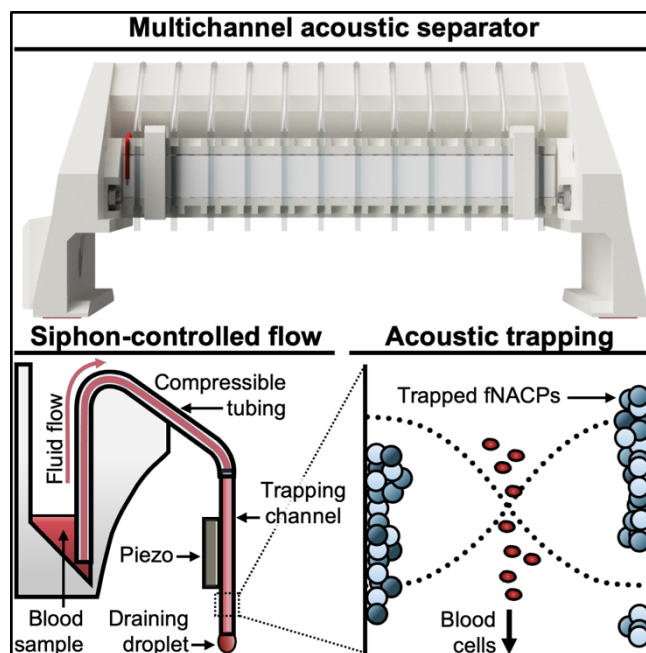 Multichannel acoustic separator
Siphon-controlled flow
Fluid flow
Compressible
tubing
Trapping
channel
Piezo
Blood
sample
Draining
droplet
Acoustic trapping
Trapped fNACPs
Blood
cells